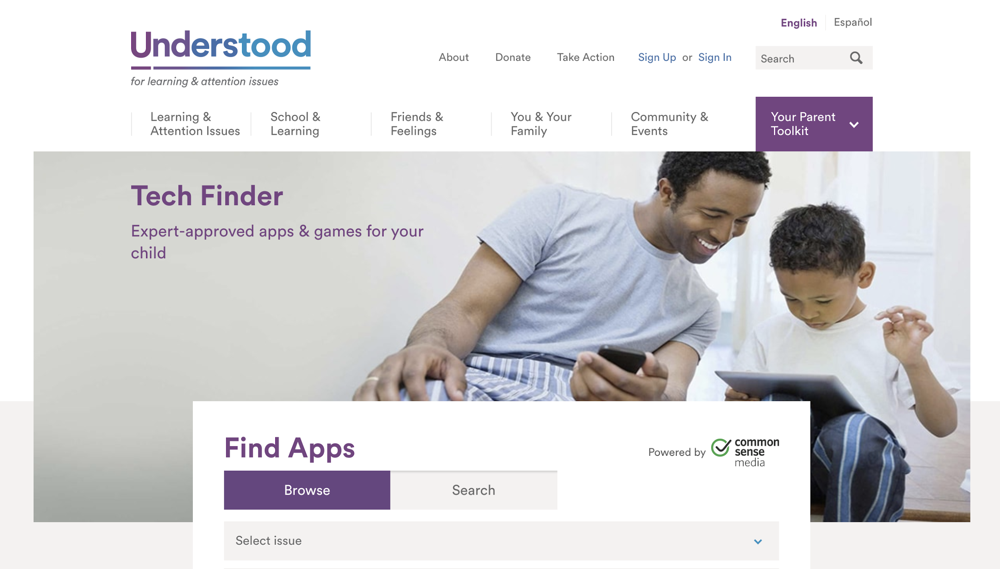 English
Español
Understood
for learning & attention issues
About
Donate
Take Action
Sign Up or Sign In
Search
Learning &
Attention Issues
School &
Learning
Friends &
Feelings
You & Your
Family
Community &
Events
Your Parent
Toolkit
Tech Finder
Expert-approved apps & games for your
child
Find Apps
Powered by
common
sense
media
Browse
Search
Select issue